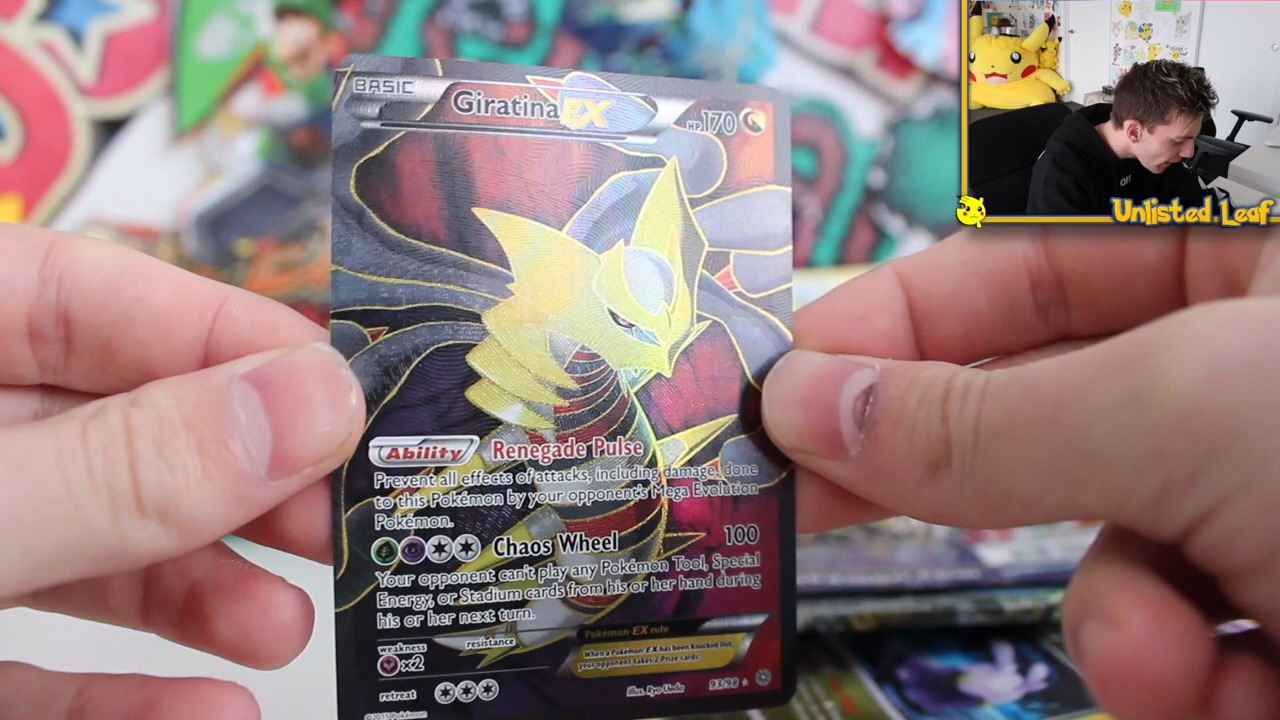 BASIC
Giratina EX
HP170
Ability Renegade Pulse
Prevent all effects of attacks, including damage, done
to this Pokémon by your opponent's Mega Evolution
Pokémon.
Chaos Wheel 100
Your opponent can't play any Pokémon Tool, Special
Energy, or Stadium cards from his or her hand during
his or her next turn.
weakness
resistance
×2
retreat
Pokémon-EX rule
When a Pokémon-EX has been Knocked Out,
your opponent takes 2 Prize cards.
Illus. Ryo Ueda
93/98
©2015 Pokémon
OFF
Unlisted.Leaf